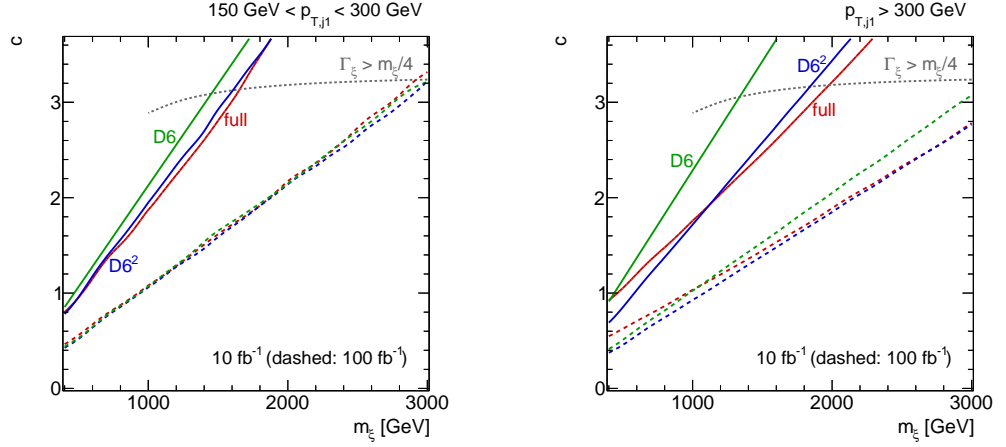 150 GeV < p_T,j1 < 300 GeV
c
Γ_ξ > m_ξ/4
D6
full
D6²
10 fb⁻¹ (dashed: 100 fb⁻¹)
0
1
2
3
1000
2000
3000
m_ξ [GeV]
p_T,j1 > 300 GeV
c
Γ_ξ > m_ξ/4
D6²
full
D6
10 fb⁻¹ (dashed: 100 fb⁻¹)
0
1
2
3
1000
2000
3000
m_ξ [GeV]